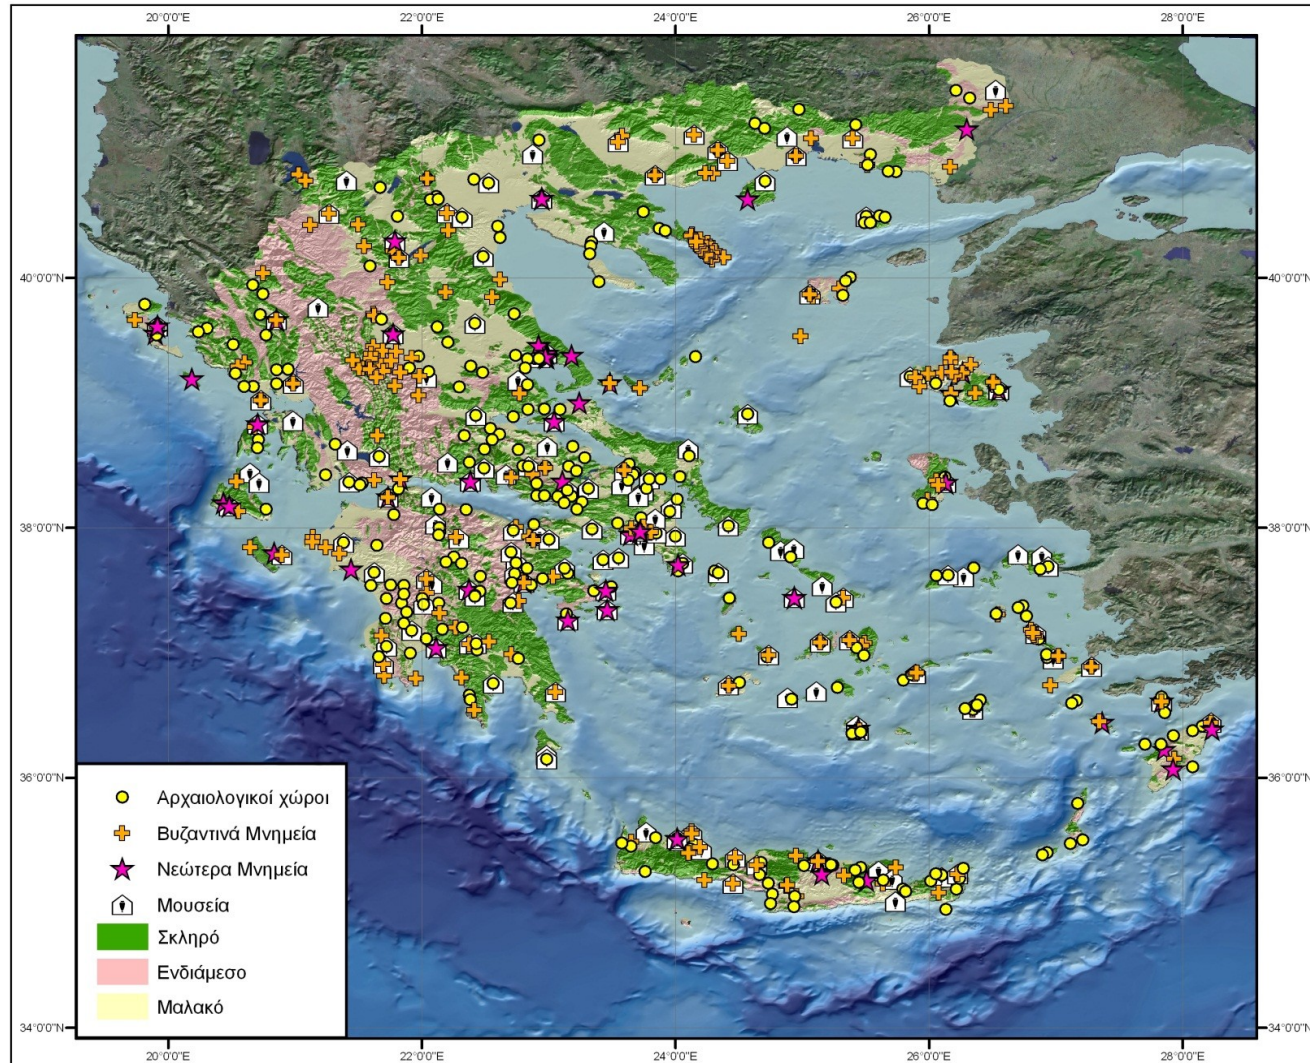 20°0'0"E 22°0'0"E 24°0'0"E 26°0'0"E 28°0'0"E
40°0'0"N 40°0'0"N
38°0'0"N 38°0'0"N
36°0'0"N 36°0'0"N
Αρχαιολογικοί χώροι
Βυζαντινά Μνημεία
Νεώτερα Μνημεία
Μουσεία
Σκληρό
Ενδιάμεσο
Μαλακό
34°0'0"N 34°0'0"N
20°0'0"E 22°0'0"E 24°0'0"E 26°0'0"E 28°0'0"E